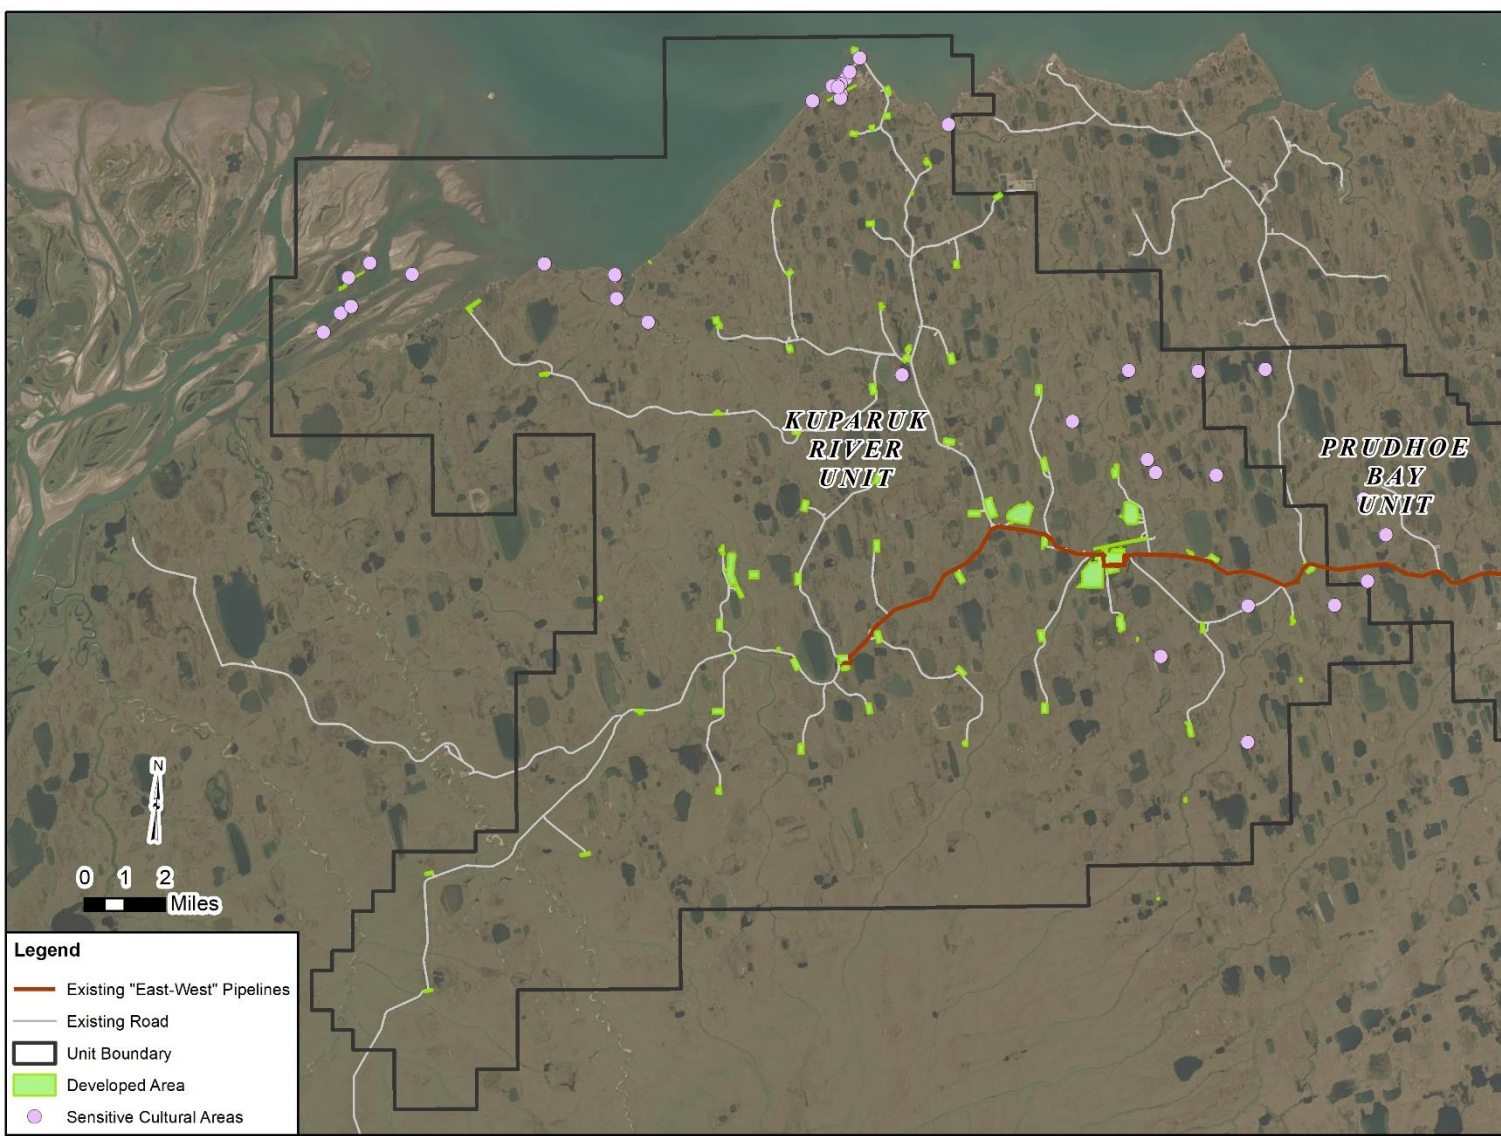 KUPARUK
RIVER
UNIT
PRUDHOE
BAY
UNIT
N
0 1 2
Miles
Legend
Existing "East-West" Pipelines
Existing Road
Unit Boundary
Developed Area
Sensitive Cultural Areas